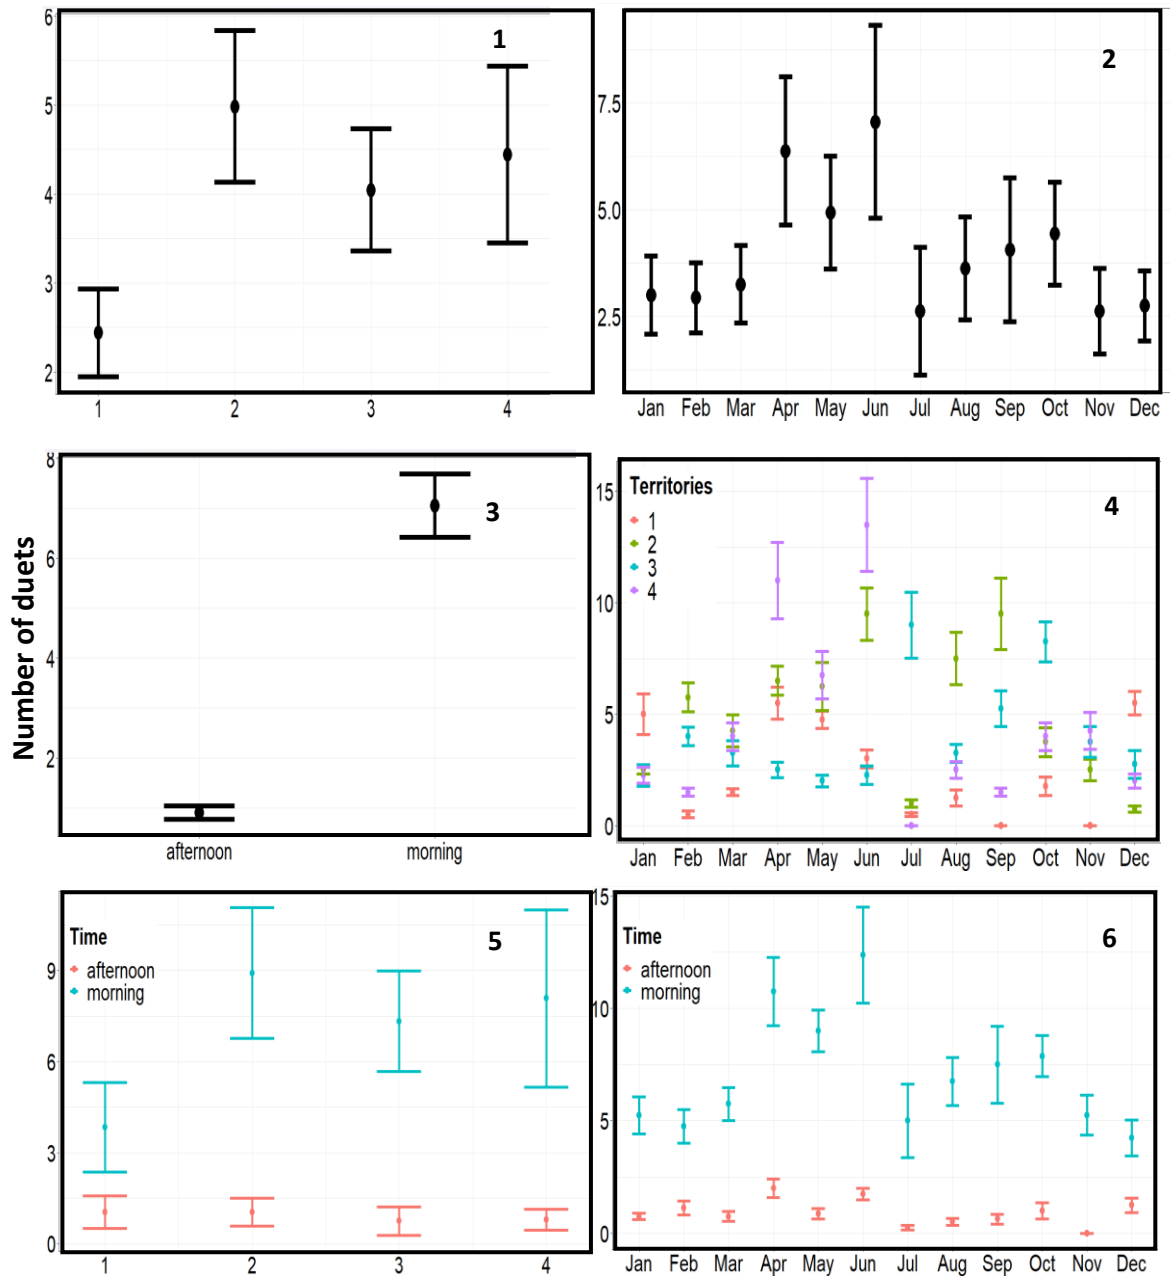 6
5
4
3
2
1
1 2 3 4
7.5
5.0
2.5
2
Jan Feb Mar Apr May Jun Jul Aug Sep Oct Nov Dec
Number of duets
8
6
4
2
3
afternoon morning
15
10
5
0
Territories
1
2
3
4
4
Jan Feb Mar Apr May Jun Jul Aug Sep Oct Nov Dec
9
6
3
0
Time
afternoon
morning
5
1 2 3 4
15
10
5
0
Time
afternoon
morning
6
Jan Feb Mar Apr May Jun Jul Aug Sep Oct Nov Dec